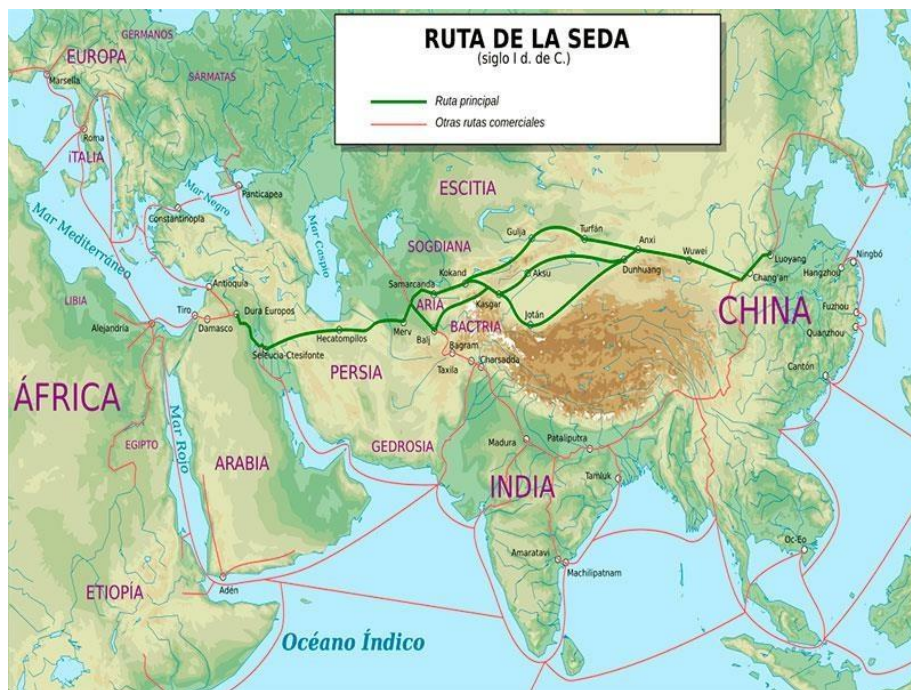 RUTA DE LA SEDA
(siglo I d. de C.)
Ruta principal
Otras rutas comerciales
GERMANOS
EUROPA
SÁRMATAS
Marsella
Roma
iTALIA
Panticapea
Mar Negro
Constantinopla
Mar Mediterráneo
Mar Caspio
ESCITIA
SOGDIANA
Gulja
Turfán
Anxi
Wuwei
Luoyang
Ningbó
Hangzhou
Chang'an
Dunhuang
Aksu
Kokand
Samarcanda
ARIA
Kasgar
BACTRIA
Jotán
CHINA
Fuzhou
Quanzhou
Cantón
Antioquía
LIBIA
Tiro
Dura Europos
Alejandría
Damasco
Seleucia-Ctesifonte
Hecatompilos
Merv
Balj
Bagram
Taxila
Charsadda
PERSIA
ÁFRICA
EGIPTO
Mar Rojo
ARABIA
GEDROSIA
Madura
Pataliputra
INDIA
Tamluk
Oc-Eo
Amaratavi
Machilipatnam
ETIOPÍA
Adén
Océano Índico